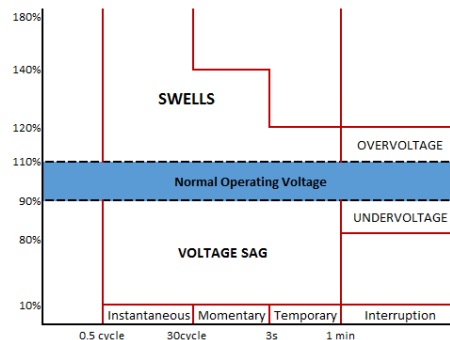 180%
140%
SWELLS
120%
OVERVOLTAGE
110%
Normal Operating Voltage
90%
UNDERVOLTAGE
80%
VOLTAGE SAG
10%
Instantaneous Momentary Temporary Interruption
0.5 cycle 30cycle 3s 1 min